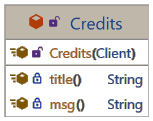 Credits
Credits(Client)
title() String
msg() String